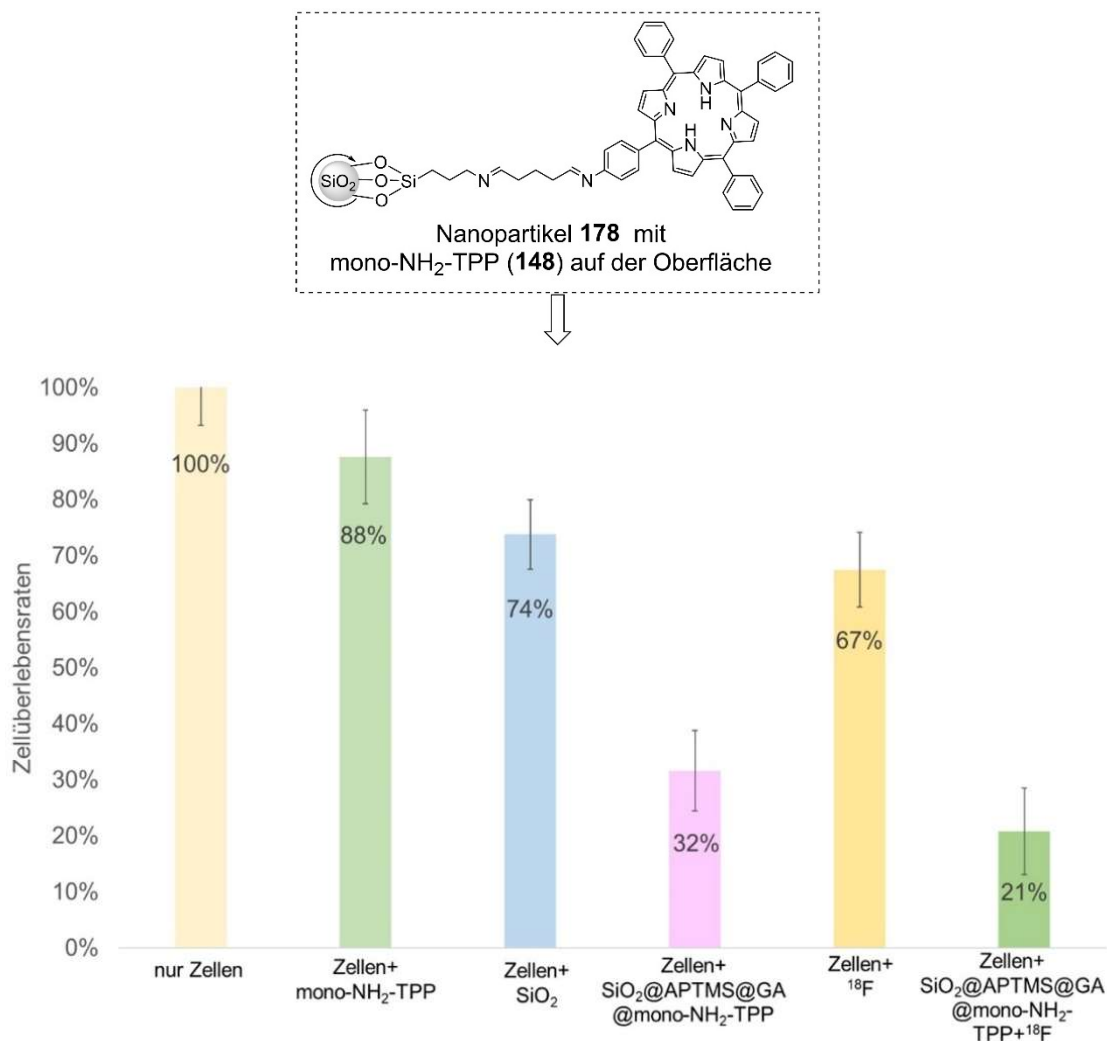 H
N
N
H
N
N
SiO₂
O
O
O
Si
N
N
Nanopartikel 178 mit
mono-NH₂-TPP (148) auf der Oberfläche
Zellüberlebensraten
100%
90%
80%
70%
60%
50%
40%
30%
20%
10%
0%
100%
88%
74%
32%
67%
21%
nur Zellen
Zellen+
mono-NH₂-TPP
Zellen+
SiO₂
Zellen+
SiO₂@APTMS@GA
@mono-NH₂-TPP
Zellen+
¹⁸F
Zellen+
SiO₂@APTMS@GA
@mono-NH₂-
TPP+¹⁸F